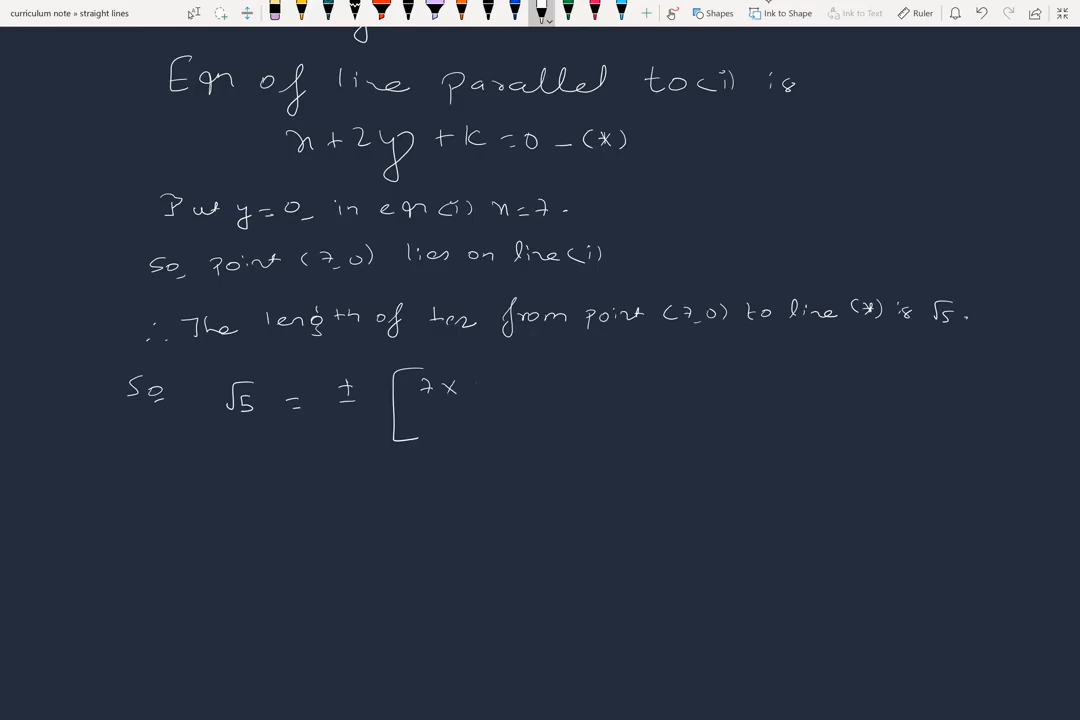 curriculum note » straight lines
Shapes
Ink to Shape
Ink to Text
Ruler
Eqn of line parallel to (i) is
x + 2y + k = 0 - (*)
Put y = 0, in eqn (i) x = 7.
So, point (7, 0) lies on line (i)
∴ The length of ter from point (7, 0) to line (*) is √5.
So √5 = ± [ 7 x